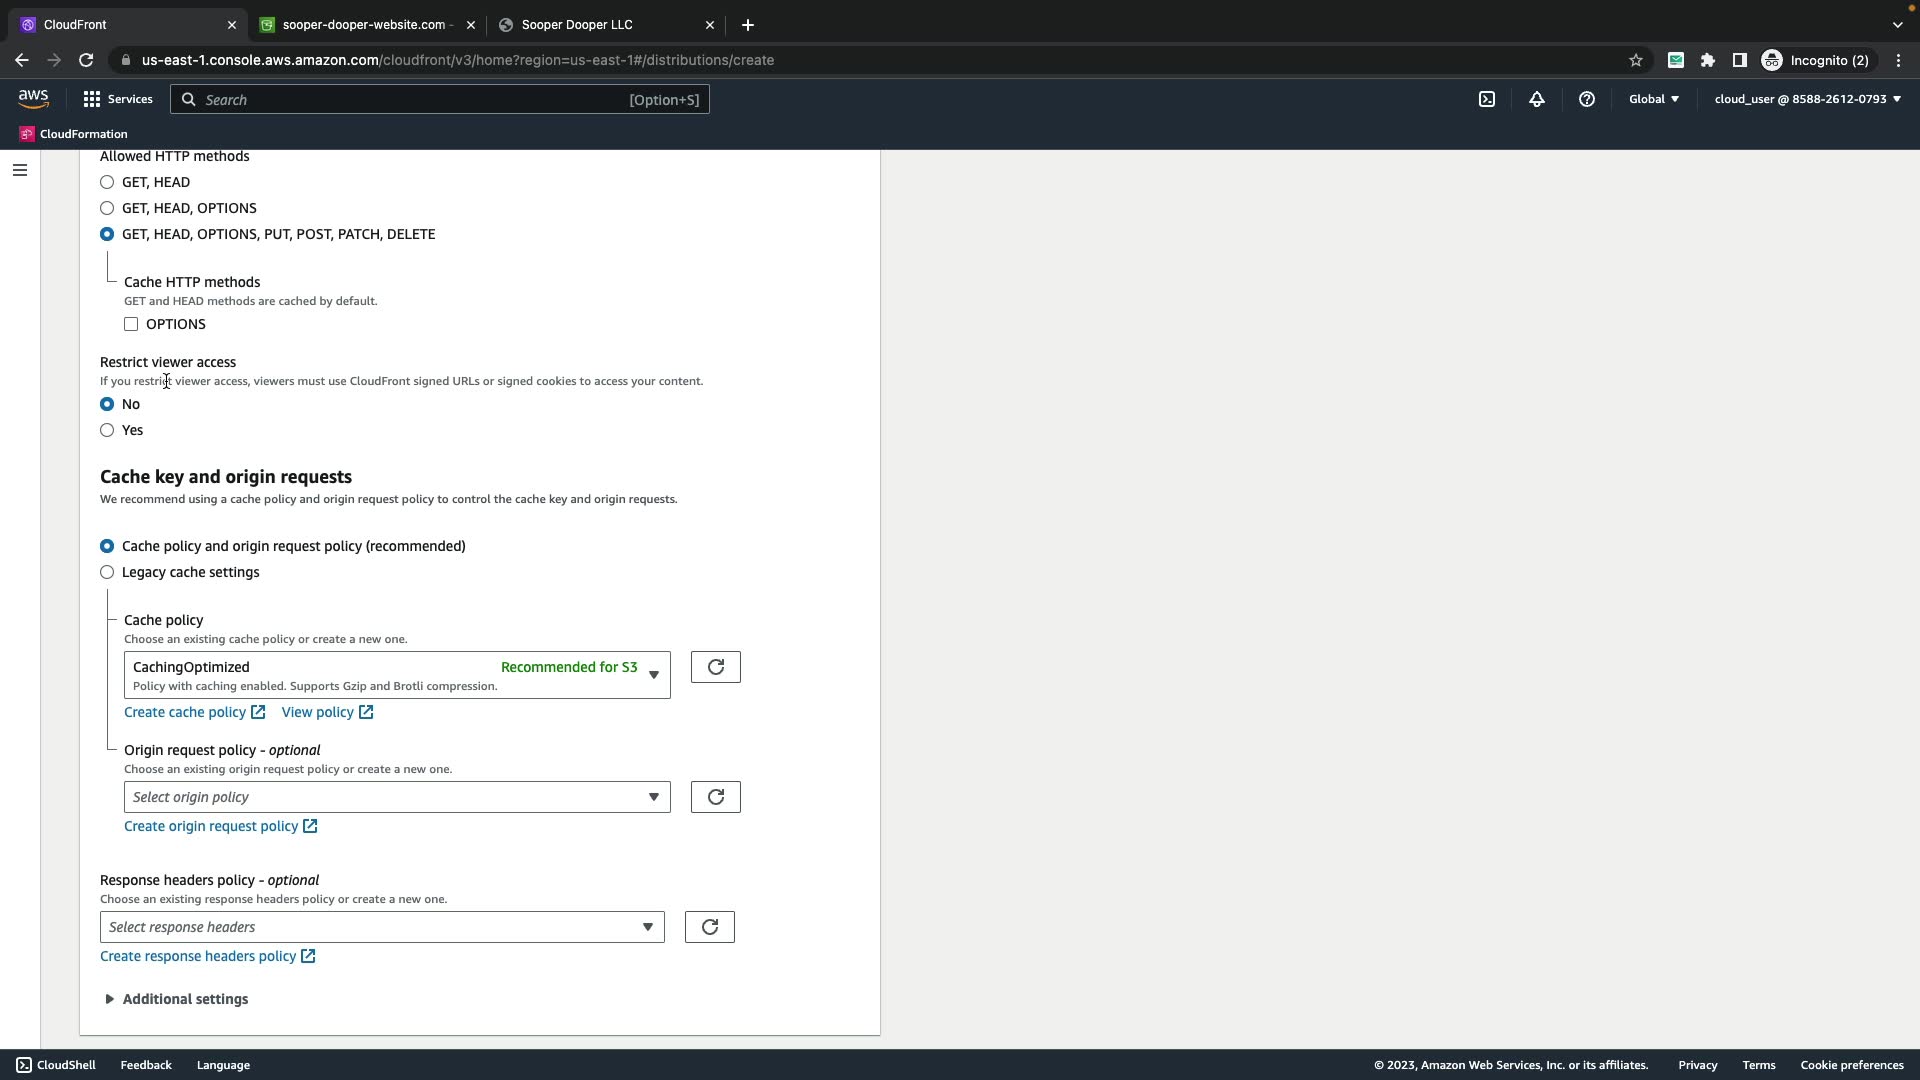 CloudFront
sooper-dooper-website.com -
Sooper Dooper LLC
us-east-1.console.aws.amazon.com/cloudfront/v3/home?region=us-east-1#/distributions/create
Incognito (2)
aws
Services
Search
[Option+S]
Global
cloud_user @ 8588-2612-0793
CloudFormation
Allowed HTTP methods
GET, HEAD
GET, HEAD, OPTIONS
GET, HEAD, OPTIONS, PUT, POST, PATCH, DELETE
Cache HTTP methods
GET and HEAD methods are cached by default.
OPTIONS
Restrict viewer access
If you restrict viewer access, viewers must use CloudFront signed URLs or signed cookies to access your content.
No
Yes
Cache key and origin requests
We recommend using a cache policy and origin request policy to control the cache key and origin requests.
Cache policy and origin request policy (recommended)
Legacy cache settings
Cache policy
Choose an existing cache policy or create a new one.
CachingOptimized
Recommended for S3
Policy with caching enabled. Supports Gzip and Brotli compression.
Create cache policy
View policy
Origin request policy - optional
Choose an existing origin request policy or create a new one.
Select origin policy
Create origin request policy
Response headers policy - optional
Choose an existing response headers policy or create a new one.
Select response headers
Create response headers policy
Additional settings
CloudShell
Feedback
Language
© 2023, Amazon Web Services, Inc. or its affiliates.
Privacy
Terms
Cookie preferences